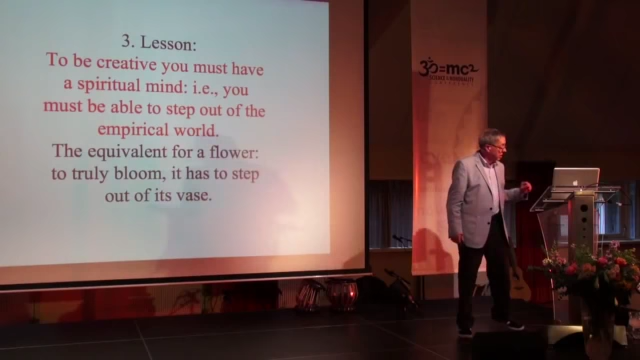 3. Lesson:
To be creative you must have
a spiritual mind: i.e., you
must be able to step out of the
empirical world.
The equivalent for a flower:
to truly bloom, it has to step
out of its vase.
ॐ=mc2